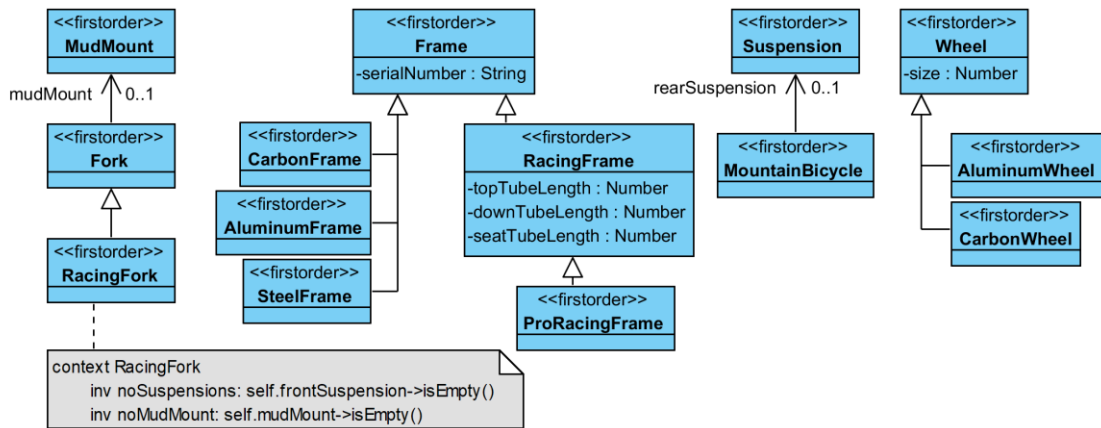 <<firstorder>>
MudMount
mudMount
0..1
<<firstorder>>
Fork
<<firstorder>>
RacingFork
context RacingFork
inv noSuspensions: self.frontSuspension->isEmpty()
inv noMudMount: self.mudMount->isEmpty()
<<firstorder>>
Frame
-serialNumber : String
<<firstorder>>
CarbonFrame
<<firstorder>>
AluminumFrame
<<firstorder>>
SteelFrame
<<firstorder>>
RacingFrame
-topTubeLength : Number
-downTubeLength : Number
-seatTubeLength : Number
<<firstorder>>
ProRacingFrame
<<firstorder>>
Suspension
rearSuspension
0..1
<<firstorder>>
MountainBicycle
<<firstorder>>
Wheel
-size : Number
<<firstorder>>
AluminumWheel
<<firstorder>>
CarbonWheel